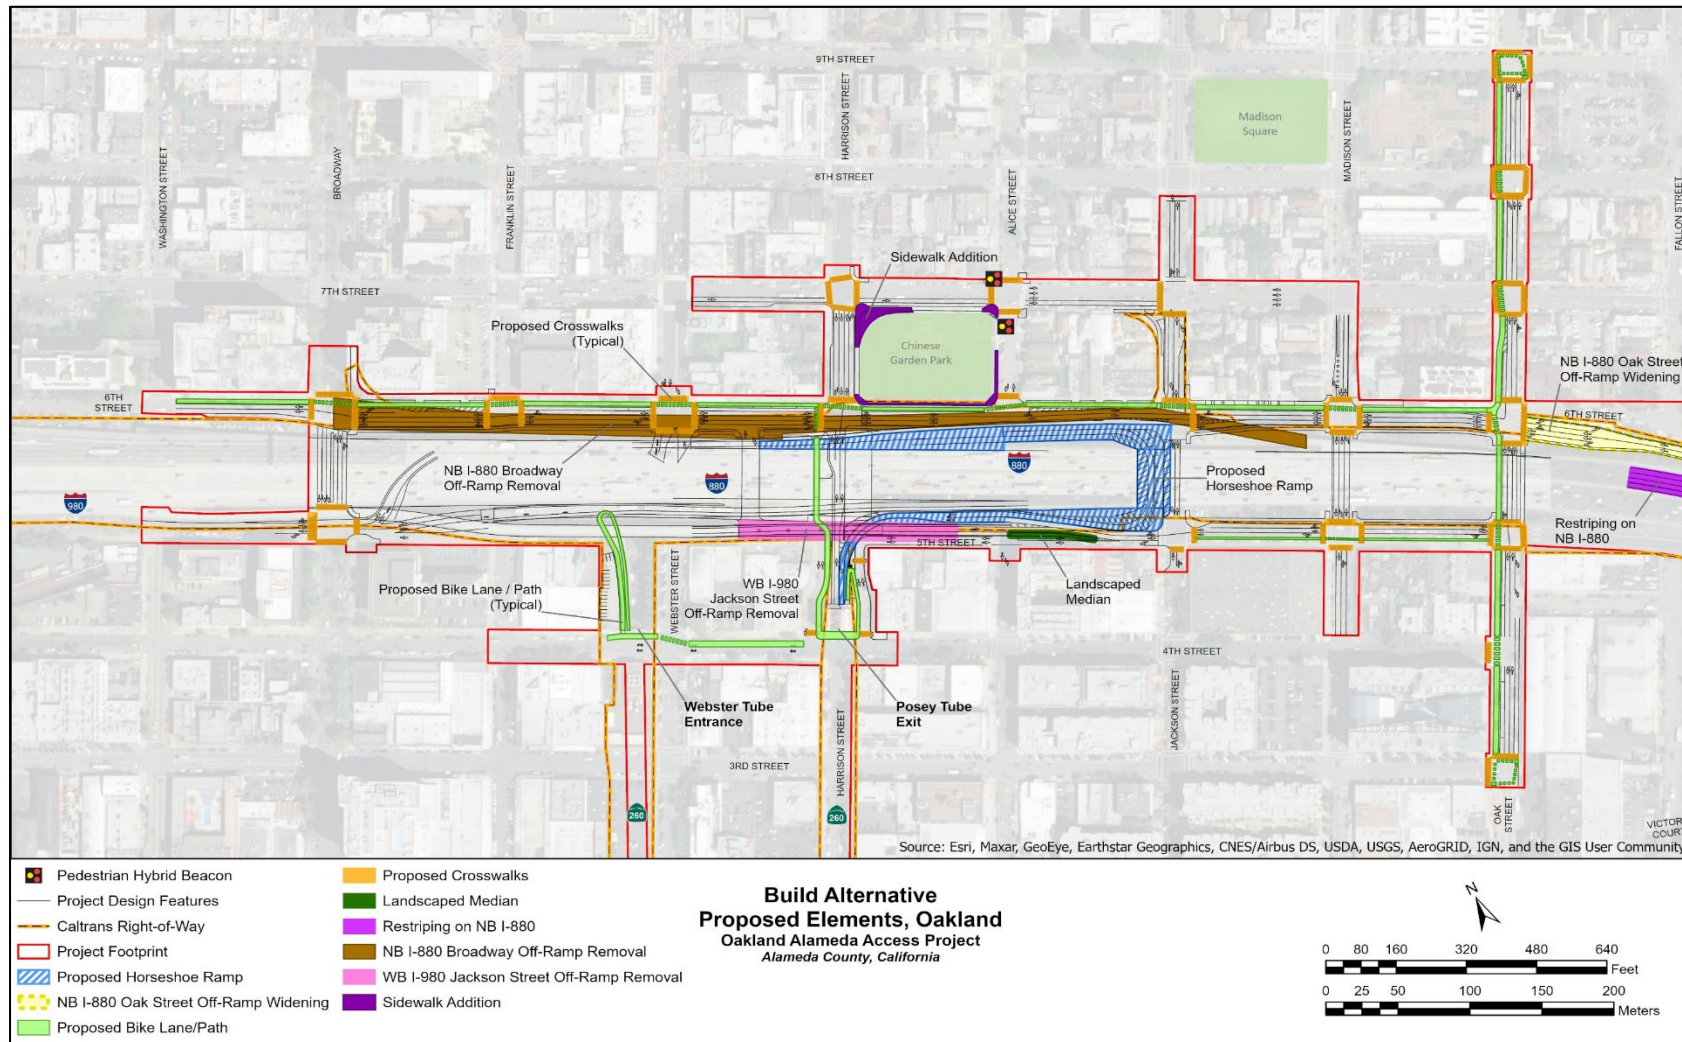 9TH STREET
HARRISON STREET
Madison
Square
MADISON STREET
WASHINGTON STREET
BROADWAY
FRANKLIN STREET
8TH STREET
ALICE STREET
FALLON STREET
Sidewalk Addition
7TH STREET
Proposed Crosswalks
(Typical)
Chinese
Garden Park
NB I-880 Oak Street
Off-Ramp Widening
6TH
STREET
6TH STREET
NB I-880 Broadway
Off-Ramp Removal
880
880
980
Proposed
Horseshoe Ramp
Restriping on
NB I-880
5TH STREET
WEBSTER STREET
WB I-980
Jackson Street
Off-Ramp Removal
Landscaped
Median
Proposed Bike Lane / Path
(Typical)
4TH STREET
Webster Tube
Entrance
Posey Tube
Exit
JACKSON STREET
HARRISON STREET
3RD STREET
260
260
OAK
STREET
VICTOR
COURT
Source: Esri, Maxar, GeoEye, Earthstar Geographics, CNES/Airbus DS, USDA, USGS, AeroGRID, IGN, and the GIS User Community
Pedestrian Hybrid Beacon
Project Design Features
Caltrans Right-of-Way
Project Footprint
Proposed Horseshoe Ramp
NB I-880 Oak Street Off-Ramp Widening
Proposed Bike Lane/Path
Proposed Crosswalks
Landscaped Median
Restriping on NB I-880
NB I-880 Broadway Off-Ramp Removal
WB I-980 Jackson Street Off-Ramp Removal
Sidewalk Addition
Build Alternative
Proposed Elements, Oakland
Oakland Alameda Access Project
Alameda County, California
N
0 80 160 320 480 640
Feet
0 25 50 100 150 200
Meters